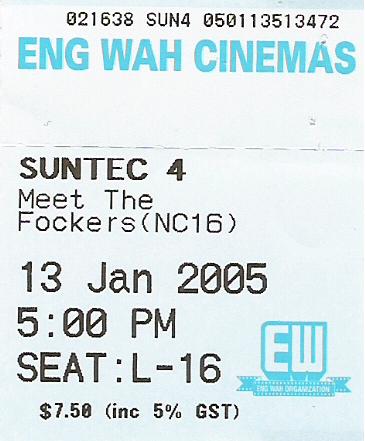 021638 SUN4 050113513472
ENG WAH CINEMAS
SUNTEC 4
Meet The
Fockers(NC16)
13 Jan 2005
5:00 PM
SEAT:L-16
EW
ENG WAH ORGANIZATION
$7.50 (inc 5% GST)